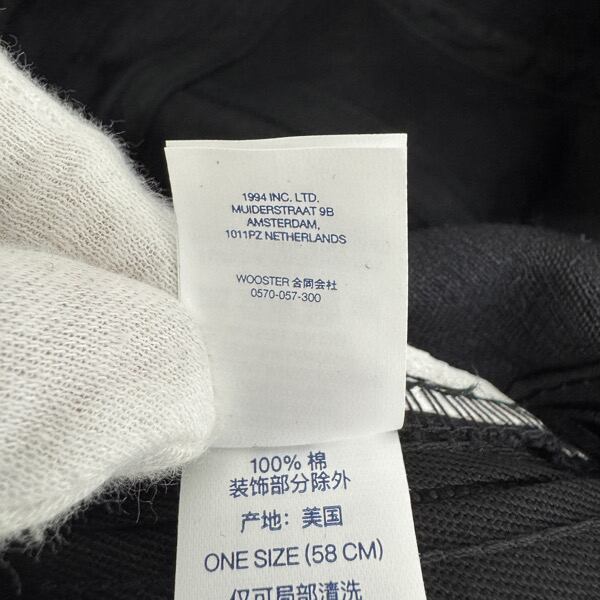 1994 INC. LTD.
MUIDERSTRAAT 9B
AMSTERDAM,
1011PZ NETHERLANDS
WOOSTER 合同会社
0570-057-300
100% 棉
装饰部分除外
产地：美国
ONE SIZE (58 CM)
仅可局部清洗